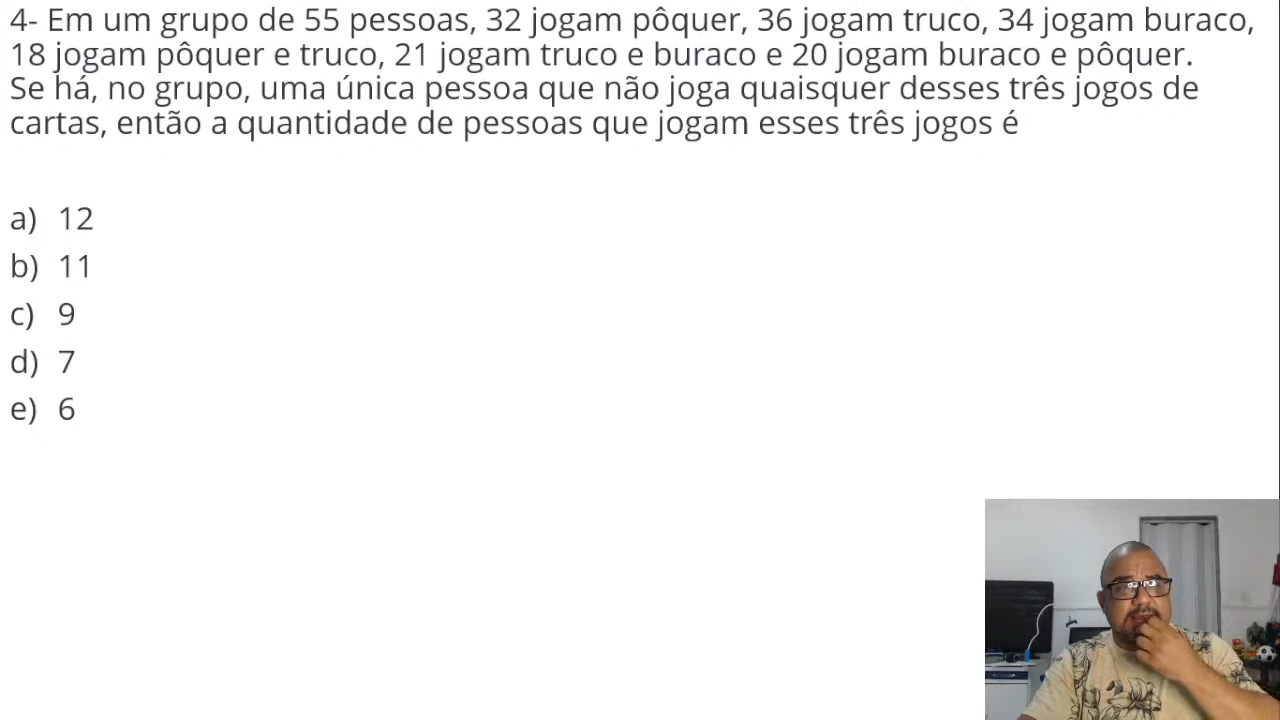 4- Em um grupo de 55 pessoas, 32 jogam pôquer, 36 jogam truco, 34 jogam buraco,
18 jogam pôquer e truco, 21 jogam truco e buraco e 20 jogam buraco e pôquer.
Se há, no grupo, uma única pessoa que não joga quaisquer desses três jogos de
cartas, então a quantidade de pessoas que jogam esses três jogos é
a) 12
b) 11
c) 9
d) 7
e) 6